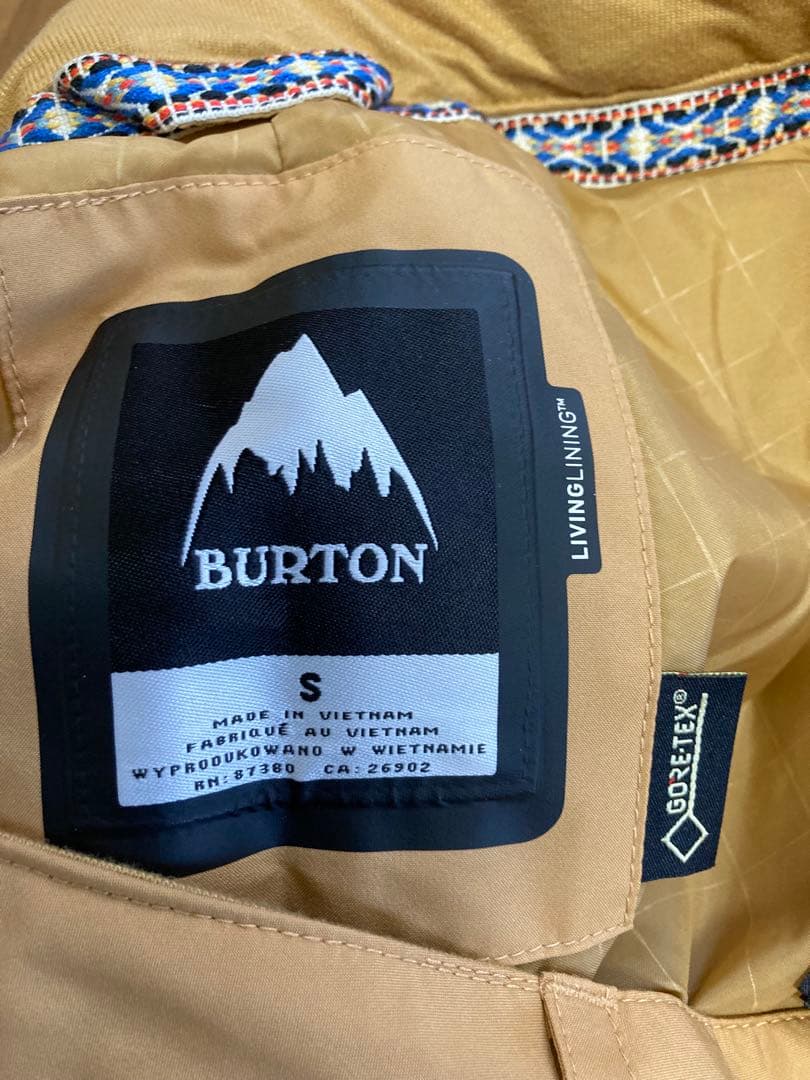 BURTON
LIVINGLINING™
S
MADE IN VIETNAM
FABRIQUÉ AU VIETNAM
WYPRODUKOWANO W WIETNAMIE
RN: 87380 CA: 26902
GORE-TEX®